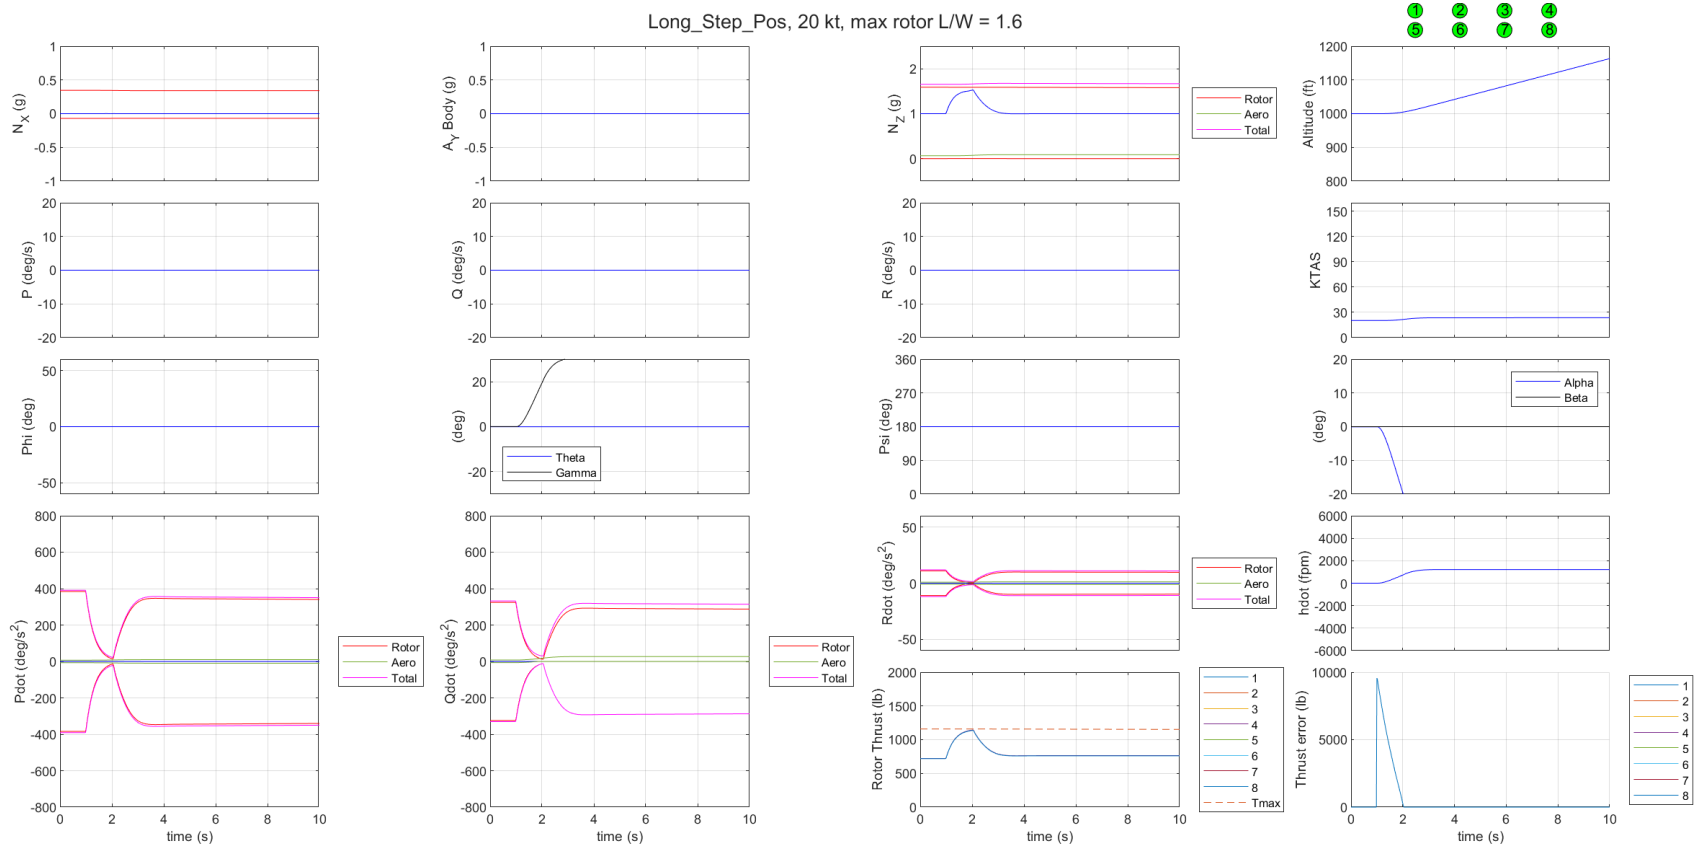 Long_Step_Pos, 20 kt, max rotor L/W = 1.6
1 2 3 4
5 6 7 8
1
0.5
0
-0.5
-1
N_X (g)
1
0.5
0
-0.5
-1
A_Y Body (g)
2
1
0
N_Z (g)
Rotor
Aero
Total
1200
1100
1000
900
800
Altitude (ft)
20
10
0
-10
-20
P (deg/s)
20
10
0
-10
-20
Q (deg/s)
20
10
0
-10
-20
R (deg/s)
150
120
90
60
30
0
KTAS
50
0
-50
Phi (deg)
20
0
-20
(deg)
Theta
Gamma
360
270
180
90
0
Psi (deg)
20
10
0
-10
-20
(deg)
Alpha
Beta
800
600
400
200
0
-200
-400
-600
-800
Pdot (deg/s²)
0 2 4 6 8 10
time (s)
Rotor
Aero
Total
800
600
400
200
0
-200
-400
-600
-800
Qdot (deg/s²)
0 2 4 6 8 10
time (s)
Rotor
Aero
Total
50
0
-50
Rdot (deg/s²)
Rotor
Aero
Total
6000
4000
2000
0
-2000
-4000
-6000
hdot (fpm)
2000
1500
1000
500
0
Rotor Thrust (lb)
0 2 4 6 8 10
time (s)
1
2
3
4
5
6
7
8
Tmax
10000
5000
0
Thrust error (lb)
0 2 4 6 8 10
time (s)
1
2
3
4
5
6
7
8